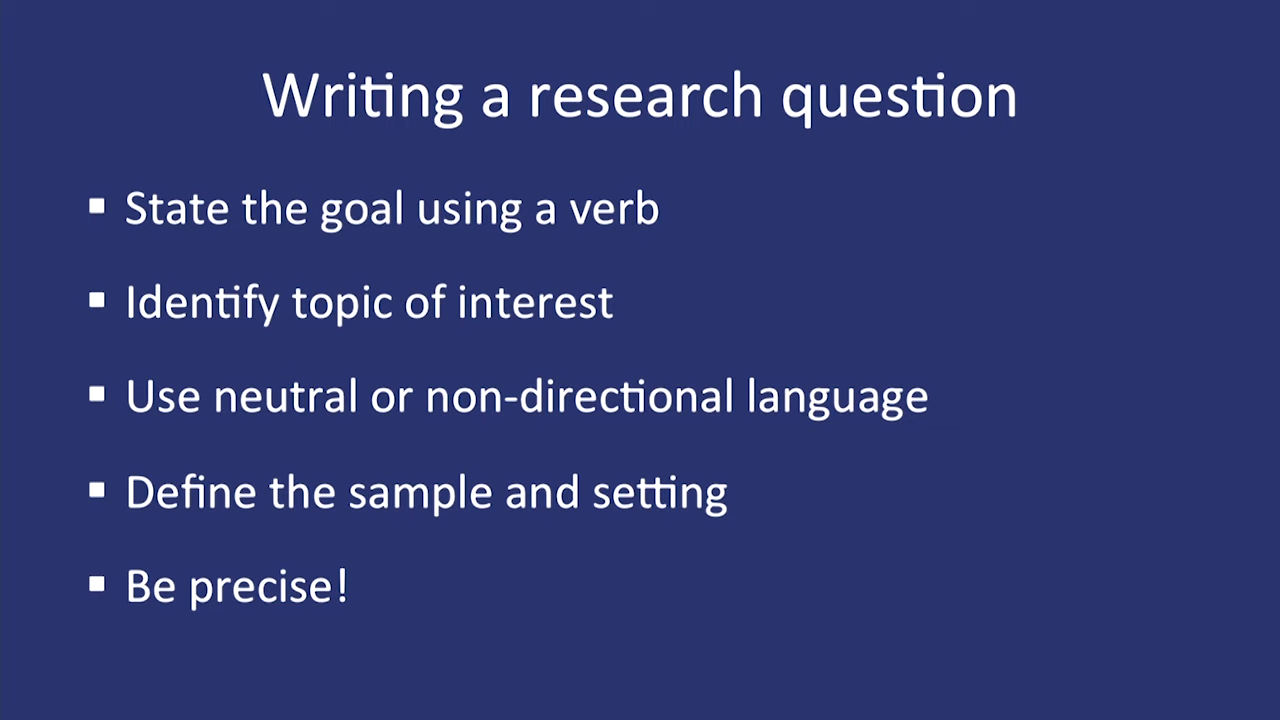 Writing a research question
▪ State the goal using a verb
▪ Identify topic of interest
▪ Use neutral or non-directional language
▪ Define the sample and setting
▪ Be precise!